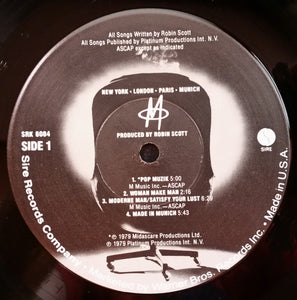 All Songs Written by Robin Scott
All Songs Published by Platinum Productions Int. N.V.
ASCAP except as indicated
NEW YORK · LONDON · PARIS · MUNICH
M
PRODUCED BY ROBIN SCOTT
SRK 6084
SIDE 1
SIRE
1. *POP MUZIK 5:00
M Music Inc.—ASCAP
2. WOMAN MAKE MAN 2:16
3. MODERNE MAN/SATISFY YOUR LUST 6:39
M Music Inc.—ASCAP
4. MADE IN MUNICH 5:43
*℗ 1979 Midascare Productions Ltd.
℗ 1979 Platinum Productions Int. N.V.
Sire Records Company · Marketed by Warner Bros. Records Inc. · Made in U.S.A.